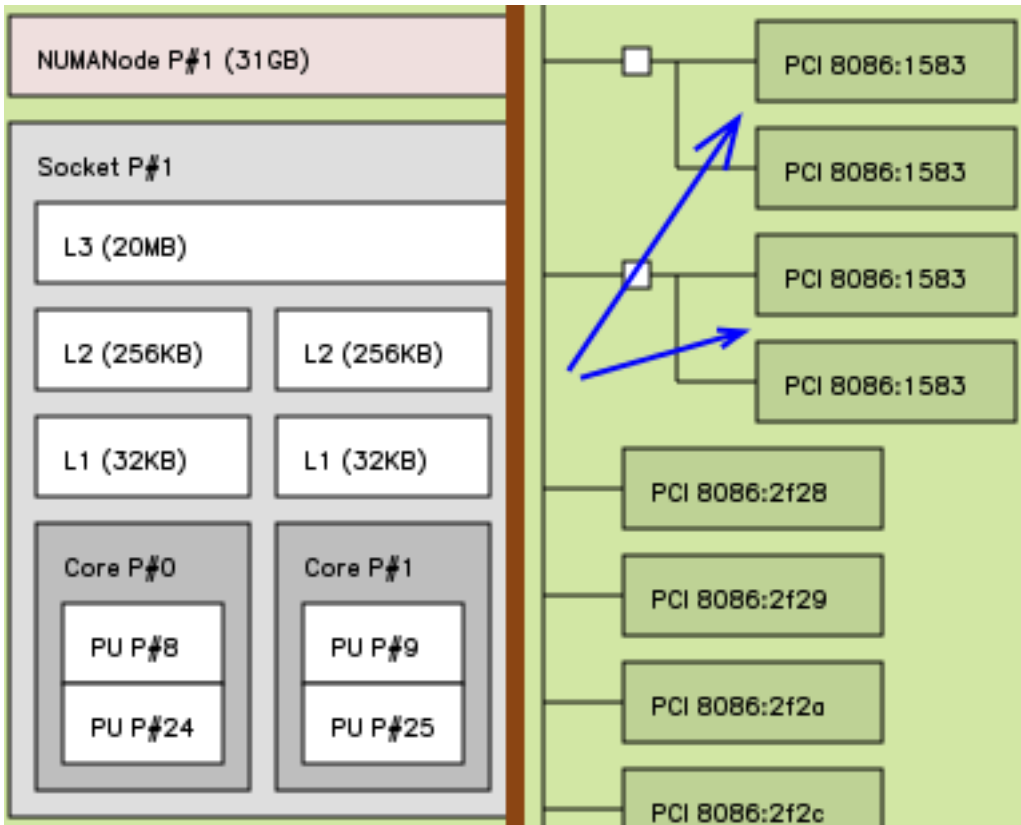 NUMANode P#1 (31GB)
Socket P#1
L3 (20MB)
L2 (256KB)
L2 (256KB)
L1 (32KB)
L1 (32KB)
Core P#0
Core P#1
PU P#8
PU P#9
PU P#24
PU P#25
PCI 8086:1583
PCI 8086:1583
PCI 8086:1583
PCI 8086:1583
PCI 8086:2f28
PCI 8086:2f29
PCI 8086:2f2a
PCI 8086:2f2c